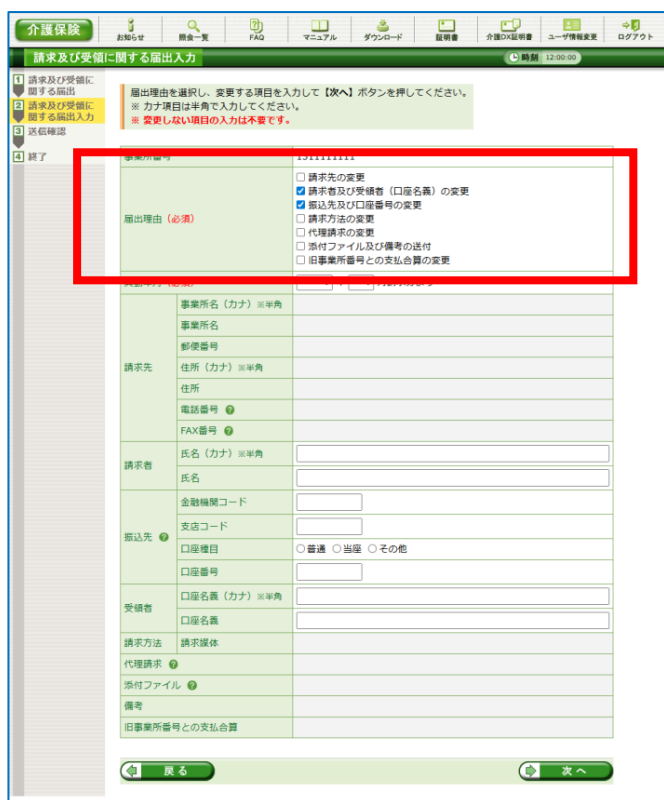 介護保険
お知らせ 照会一覧 FAQ マニュアル ダウンロード 証明書 介護DX証明書 ユーザ情報変更 ログアウト
請求及び受領に関する届出入力
時刻 12:00:00
1 請求及び受領に
関する届出
2 請求及び受領に
関する届出入力
3 送信確認
4 終了
届出理由を選択し、変更する項目を入力して【次へ】ボタンを押してください。
※ カナ項目は半角で入力してください。
※ 変更しない項目の入力は不要です。
事業所番号 1311111111
届出理由（必須）
請求先の変更
請求者及び受領者（口座名義）の変更
振込先及び口座番号の変更
請求方法の変更
代理請求の変更
添付ファイル及び備考の送付
旧事業所番号との支払合算の変更
請求先
事業所名（カナ）※半角
事業所名
郵便番号
住所（カナ）※半角
住所
電話番号 ?
FAX番号 ?
請求者
氏名（カナ）※半角
氏名
振込先 ?
金融機関コード
支店コード
口座種目 普通 当座 その他
口座番号
受領者
口座名義（カナ）※半角
口座名義
請求方法 請求媒体
代理請求 ?
添付ファイル ?
備考
旧事業所番号との支払合算
戻る 次へ